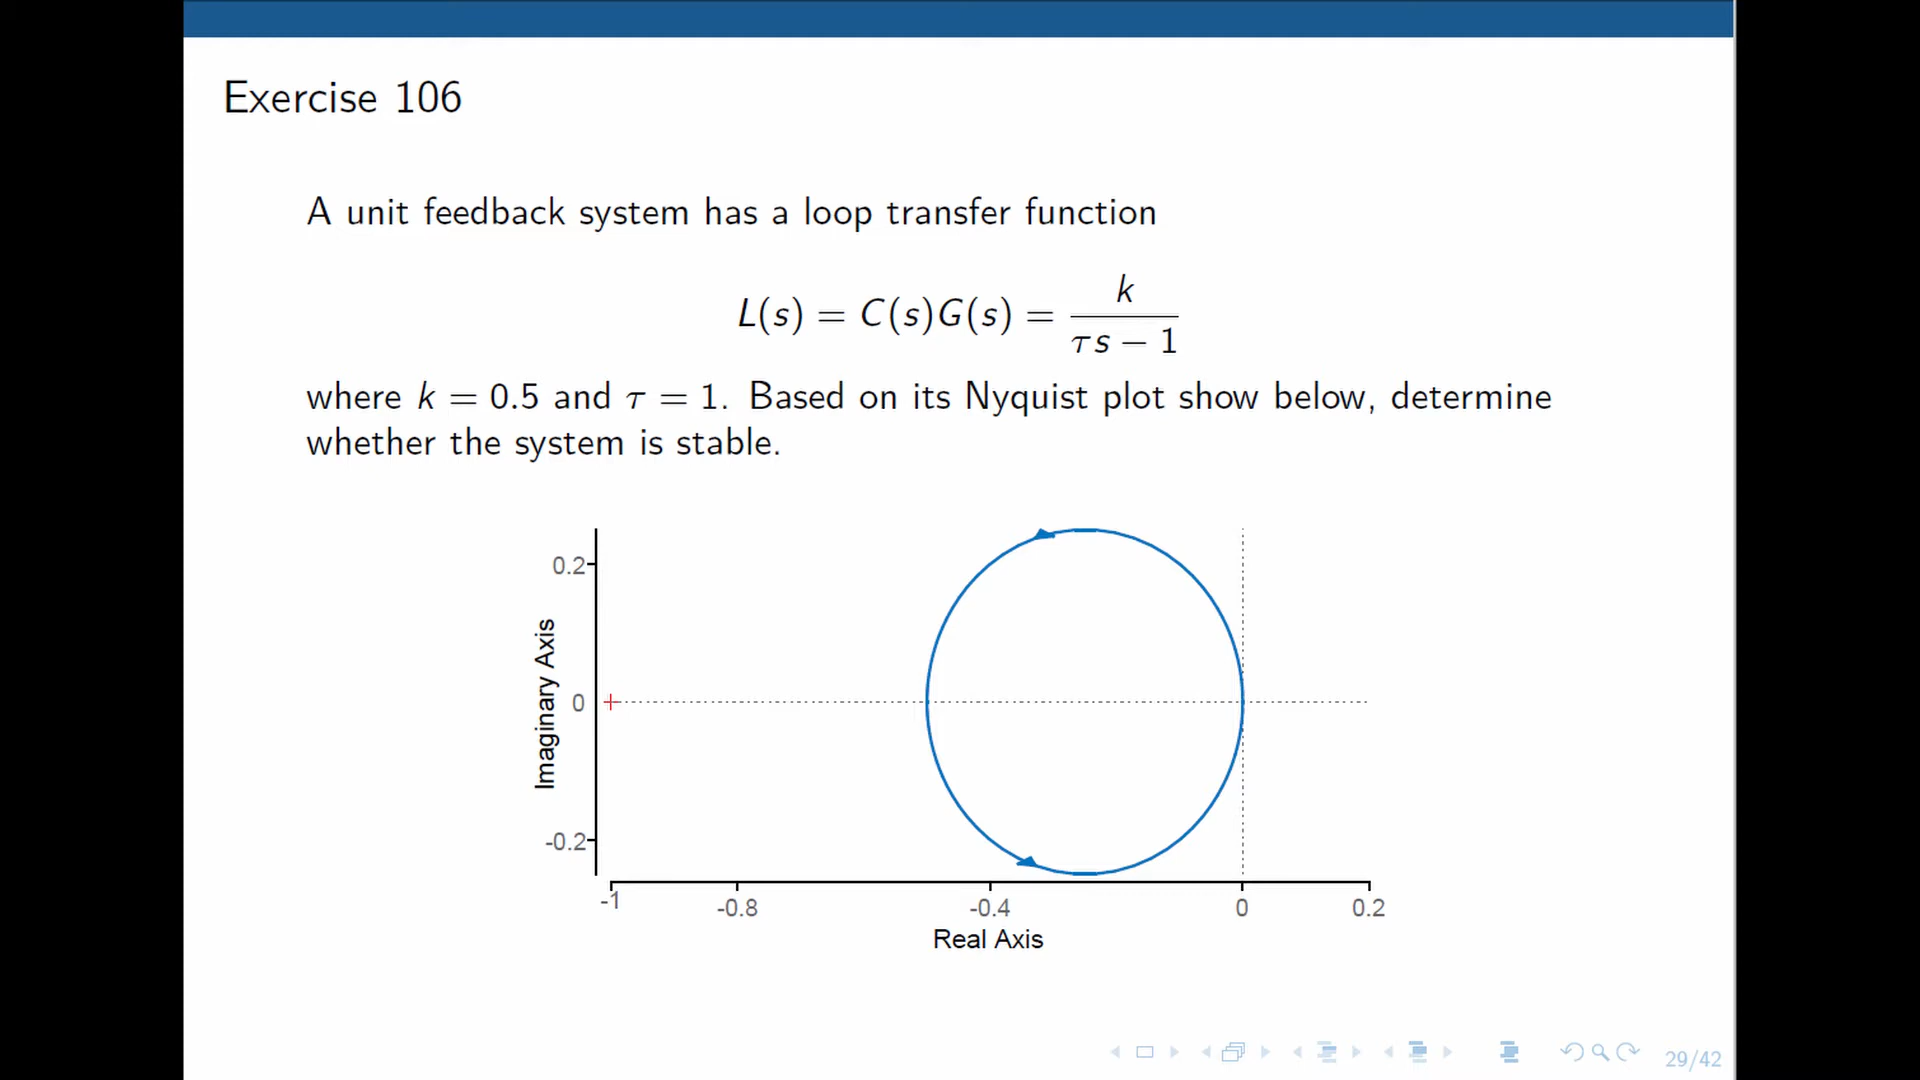 Exercise 106
A unit feedback system has a loop transfer function
L(s) = C(s)G(s) = k / (τs − 1)
where k = 0.5 and τ = 1. Based on its Nyquist plot show below, determine
whether the system is stable.
0.2
0
-0.2
Imaginary Axis
-1 -0.8 -0.4 0 0.2
Real Axis
29/42